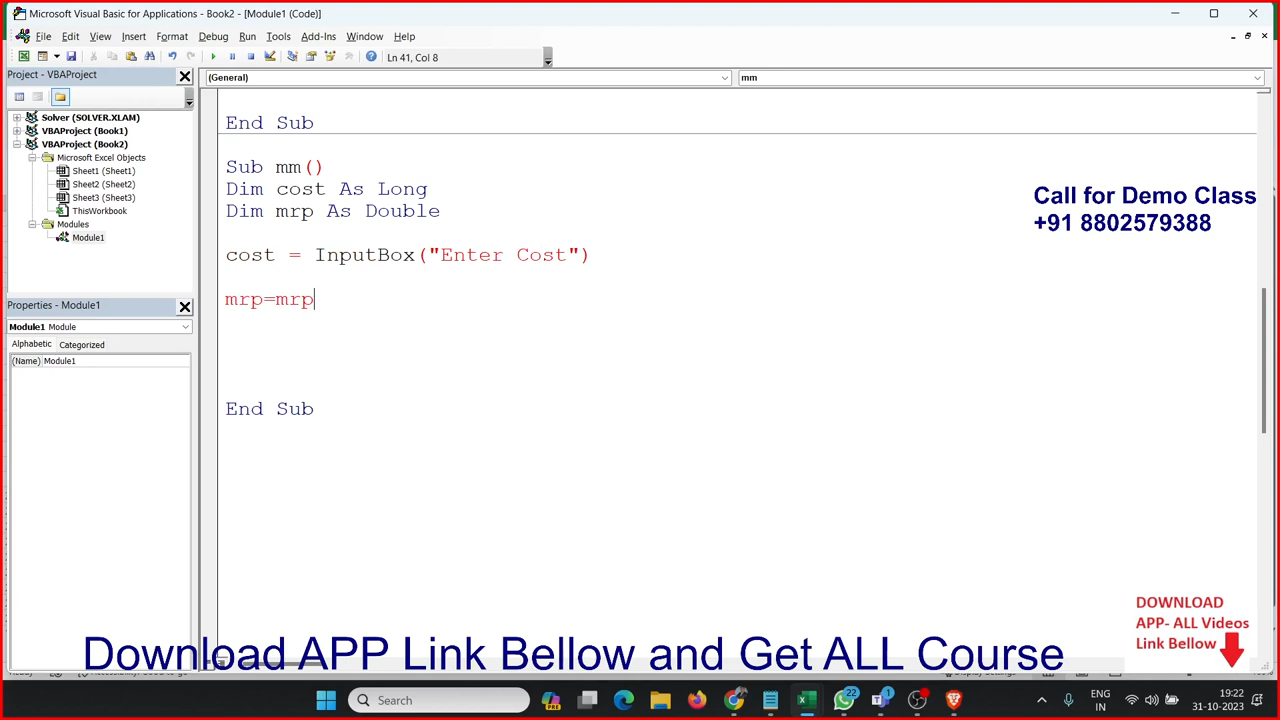 Microsoft Visual Basic for Applications - Book2 - [Module1 (Code)]
File Edit View Insert Format Debug Run Tools Add-Ins Window Help
Ln 41, Col 8
Project - VBAProject
(General)
mm
Solver (SOLVER.XLAM)
VBAProject (Book1)
VBAProject (Book2)
Microsoft Excel Objects
Sheet1 (Sheet1)
Sheet2 (Sheet2)
Sheet3 (Sheet3)
ThisWorkbook
Modules
Module1
Properties - Module1
Module1 Module
Alphabetic Categorized
(Name) Module1
End Sub
Sub mm()
Dim cost As Long
Dim mrp As Double
cost = InputBox("Enter Cost")
mrp=mrp
End Sub
Call for Demo Class
+91 8802579388
DOWNLOAD
APP- ALL Videos
Link Bellow
Download APP Link Bellow and Get ALL Course
Search
PRE
22
1
ENG
IN
19:22
31-10-2023